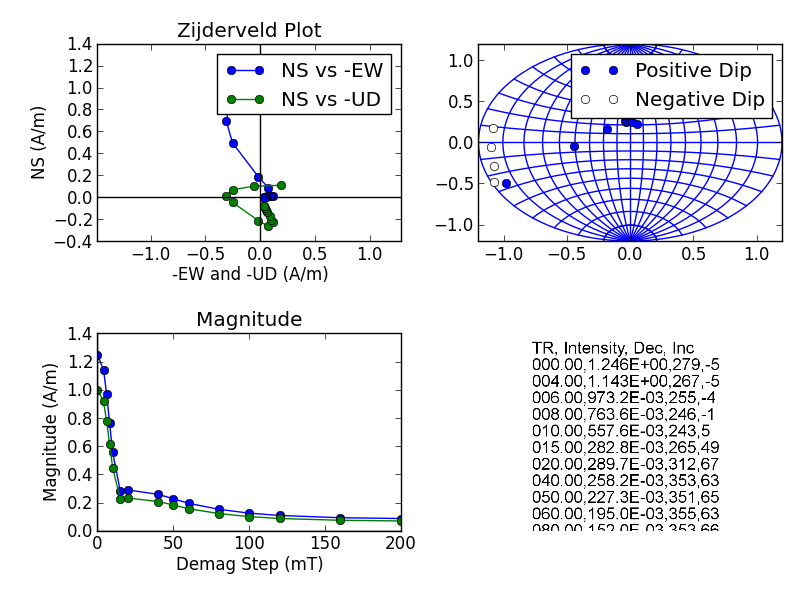 Zijderveld Plot
NS (A/m)
1.4
1.2
1.0
0.8
0.6
0.4
0.2
0.0
−0.2
−0.4
NS vs -EW
NS vs -UD
−1.0 −0.5 0.0 0.5 1.0
-EW and -UD (A/m)
1.0
0.5
0.0
−0.5
−1.0
Positive Dip
Negative Dip
−1.0 −0.5 0.0 0.5 1.0
Magnitude
Magnitude (A/m)
1.4
1.2
1.0
0.8
0.6
0.4
0.2
0.0
0 50 100 150 200
Demag Step (mT)
TR, Intensity, Dec, Inc
000.00,1.246E+00,279,-5
004.00,1.143E+00,267,-5
006.00,973.2E-03,255,-4
008.00,763.6E-03,246,-1
010.00,557.6E-03,243,5
015.00,282.8E-03,265,49
020.00,289.7E-03,312,67
040.00,258.2E-03,353,63
050.00,227.3E-03,351,65
060.00,195.0E-03,355,63
080.00,152.0E-03,353,66